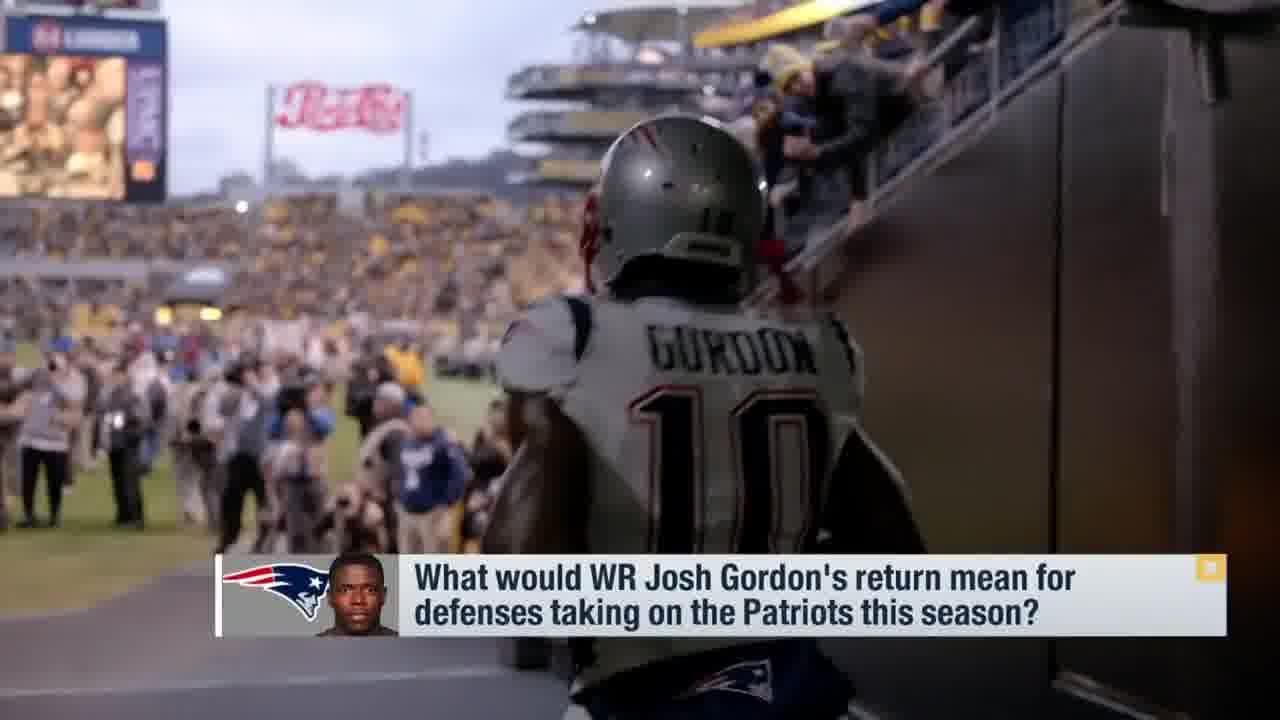 GORDON
10
What would WR Josh Gordon's return mean for
defenses taking on the Patriots this season?